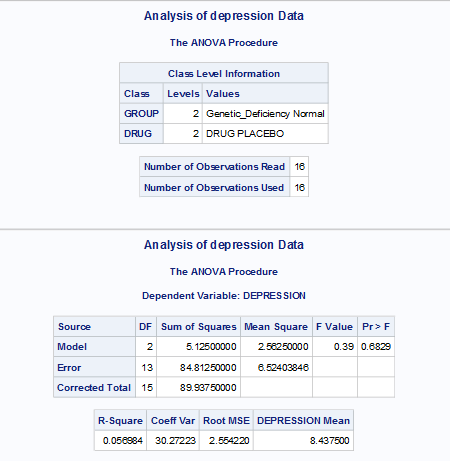 Analysis of depression Data
The ANOVA Procedure
Class Level Information
Class Levels Values
GROUP 2 Genetic_Deficiency Normal
DRUG 2 DRUG PLACEBO
Number of Observations Read 16
Number of Observations Used 16
Analysis of depression Data
The ANOVA Procedure
Dependent Variable: DEPRESSION
Source DF Sum of Squares Mean Square F Value Pr > F
Model 2 5.12500000 2.56250000 0.39 0.6829
Error 13 84.81250000 6.52403846
Corrected Total 15 89.93750000
R-Square Coeff Var Root MSE DEPRESSION Mean
0.056984 30.27223 2.554220 8.437500